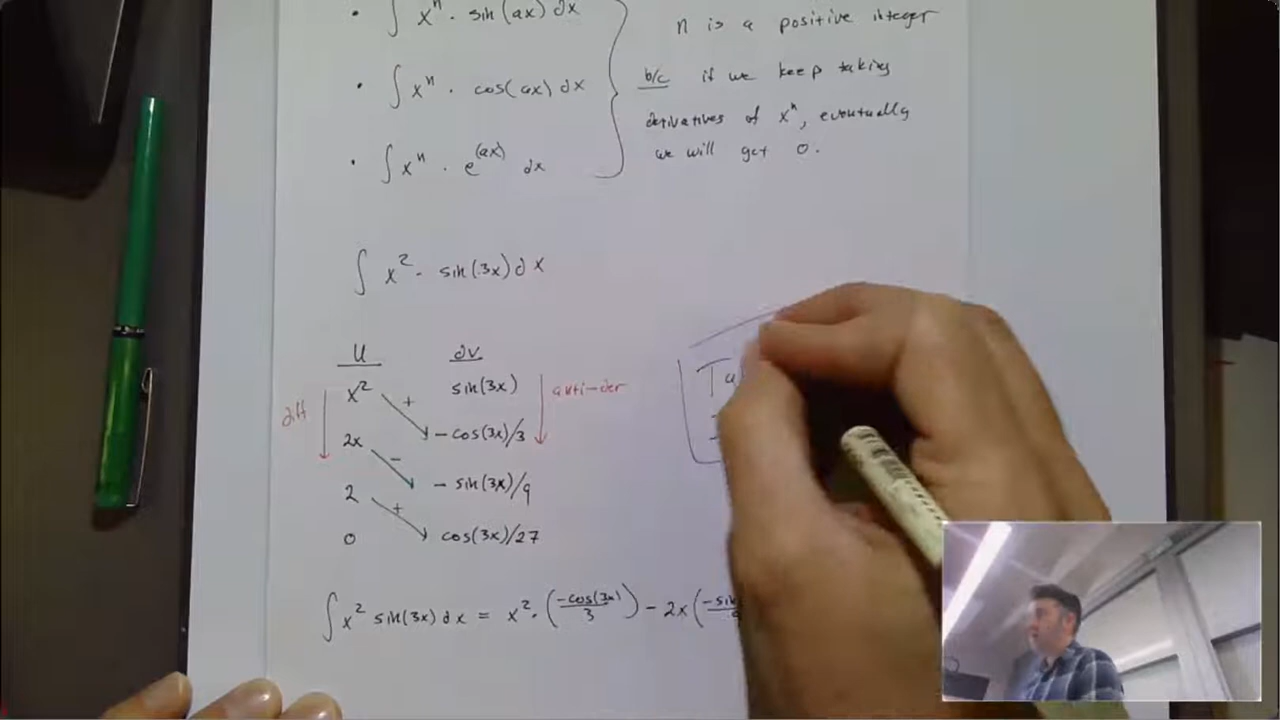 • ∫ xⁿ · sin(ax) dx
n is a positive integer
• ∫ xⁿ · cos(ax) dx
b/c if we keep taking
derivatives of xⁿ, eventually
we will get 0.
• ∫ xⁿ · e^(ax) dx
∫ x² · sin(3x) dx
u dv
diff x² + sin(3x) anti-der
2x − -cos(3x)/3
2 + -sin(3x)/9
0 cos(3x)/27
∫ x² sin(3x) dx = x² · (-cos(3x)/3) - 2x (-sin